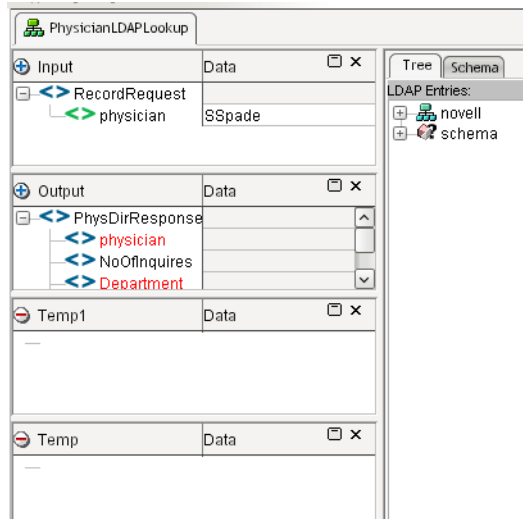 PhysicianLDAPLookup
Input Data
RecordRequest
physician SSpade
Output Data
PhysDirResponse
physician
NoOfInquires
Department
Temp1 Data
Temp Data
Tree Schema
LDAP Entries:
novell
schema